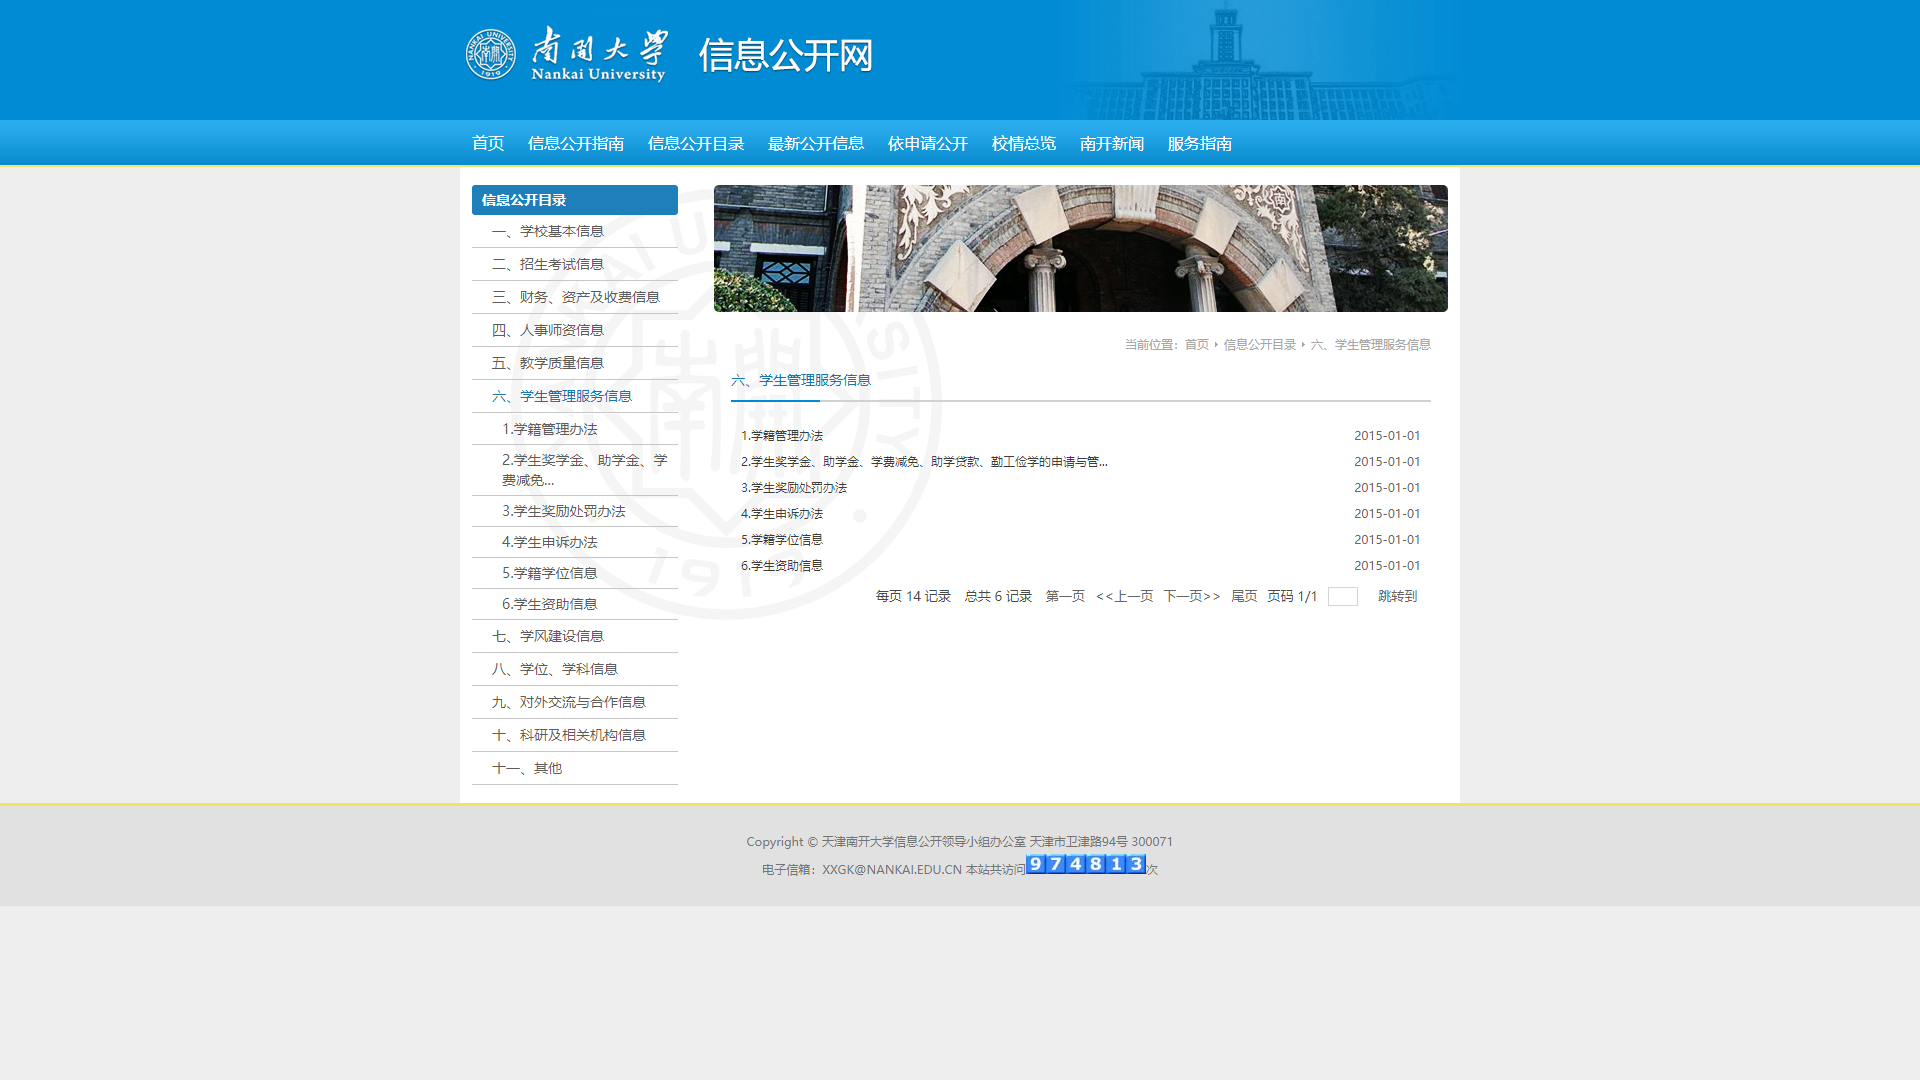 南开大学
Nankai University
信息公开网
NANKAI UNIVERSITY
1919
首页 信息公开指南 信息公开目录 最新公开信息 依申请公开 校情总览 南开新闻 服务指南
信息公开目录
一、学校基本信息
二、招生考试信息
三、财务、资产及收费信息
四、人事师资信息
五、教学质量信息
六、学生管理服务信息
1.学籍管理办法
2.学生奖学金、助学金、学
费减免...
3.学生奖励处罚办法
4.学生申诉办法
5.学籍学位信息
6.学生资助信息
七、学风建设信息
八、学位、学科信息
九、对外交流与合作信息
十、科研及相关机构信息
十一、其他
当前位置： 首页 信息公开目录 六、学生管理服务信息
六、学生管理服务信息
1.学籍管理办法 2015-01-01
2.学生奖学金、助学金、学费减免、助学贷款、勤工俭学的申请与管... 2015-01-01
3.学生奖励处罚办法 2015-01-01
4.学生申诉办法 2015-01-01
5.学籍学位信息 2015-01-01
6.学生资助信息 2015-01-01
每页 14 记录 总共 6 记录 第一页 <<上一页 下一页>> 尾页 页码 1/1 跳转到
Copyright © 天津南开大学信息公开领导小组办公室 天津市卫津路94号 300071
电子信箱：XXGK@NANKAI.EDU.CN 本站共访问974813次